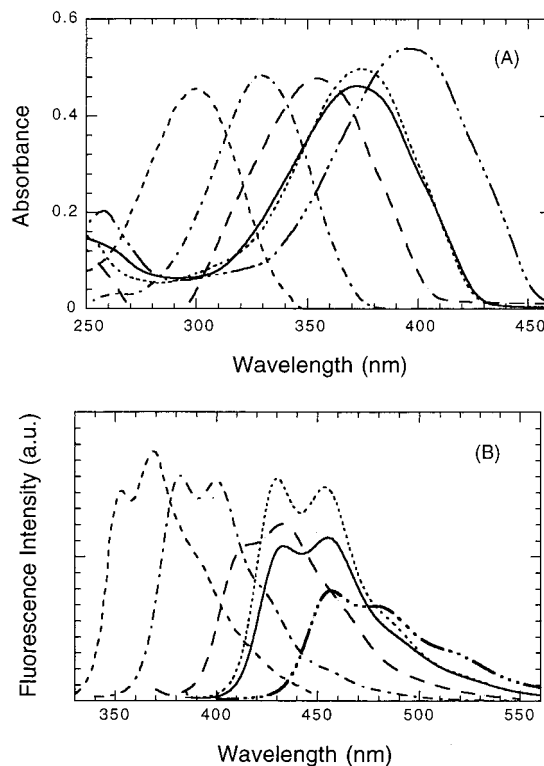 0.6
(A)
0.4
Absorbance
0.2
0
250 300 350 400 450
Wavelength (nm)
(B)
Fluorescence Intensity (a.u.)
350 400 450 500 550
Wavelength (nm)